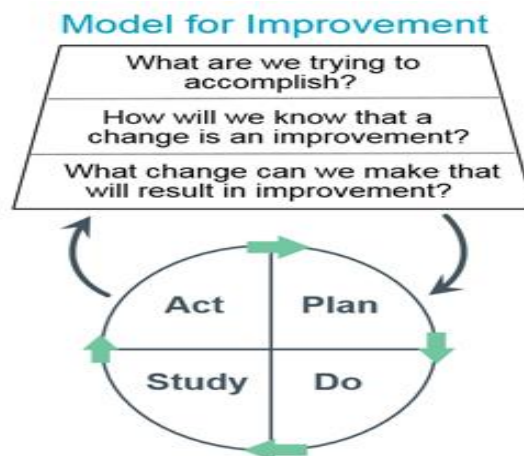 Model for Improvement
What are we trying to
accomplish?
How will we know that a
change is an improvement?
What change can we make that
will result in improvement?
Act
Plan
Study
Do